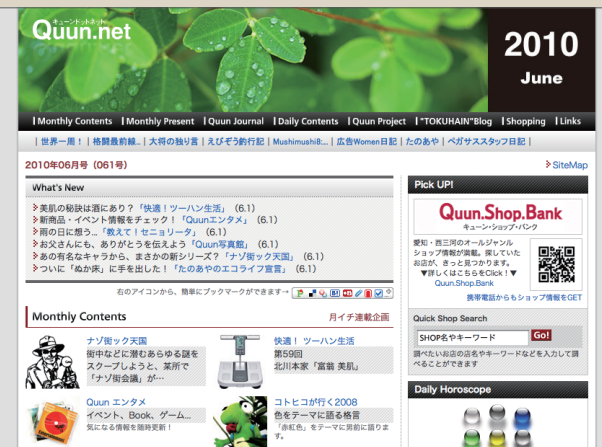 キューンドットネット
Quun.net
2010
June
| Monthly Contents | Monthly Present | Quun Journal | Daily Contents | Quun Project | "TOKUHAIN"Blog | Shopping | Links
| 世界一周！ | 格闘最前線.. | 大将の独り言 | えびぞう釣行記 | Mushimushi8:... | 広告Women日記 | たのあや | ペガサススタッフ日記 |
2010年06月号（061号）
SiteMap
What's New
美肌の秘訣は酒にあり？「快適！ツーハン生活」（6.1）
新商品・イベント情報をチェック！「Quunエンタメ」（6.1）
雨の日に想う...「教えて！セニョリータ」（6.1）
お父さんにも、ありがとうを伝えよう「Quun写真館」（6.1）
あの有名なキャラから、まさかの新シリーズ？「ナゾ街ック天国」（6.1）
ついに「ぬか床」に手を出した！「たのあやのエコライフ宣言」（6.1）
右のアイコンから、簡単にブックマークができます→
Monthly Contents
月イチ連載企画
ナゾ街ック天国
街中などに潜むあらゆる謎を
スクープしようと、某所で
「ナゾ街会議」が…
快適！ ツーハン生活
第59回
北川本家「富翁 美肌」
Quun エンタメ
イベント、Book、ゲーム...
気になる情報を随時更新！
コトヒコが行く2008
色をテーマに語る格言
「赤虹色」をテーマに男前に語ります。
Pick UP!
Quun.Shop.Bank
キューン・ショップ・バンク
愛知・西三河のオールジャンル
ショップ情報が満載。探していた
お店が、きっと見つかります。
▼詳しくはこちらをClick！▼
Quun.Shop.Bank
携帯電話からもショップ情報をGET
Quick Shop Search
SHOP名やキーワード
Go!
調べたいお店の店名やキーワードなどを入力して調
べることができます
Daily Horoscope